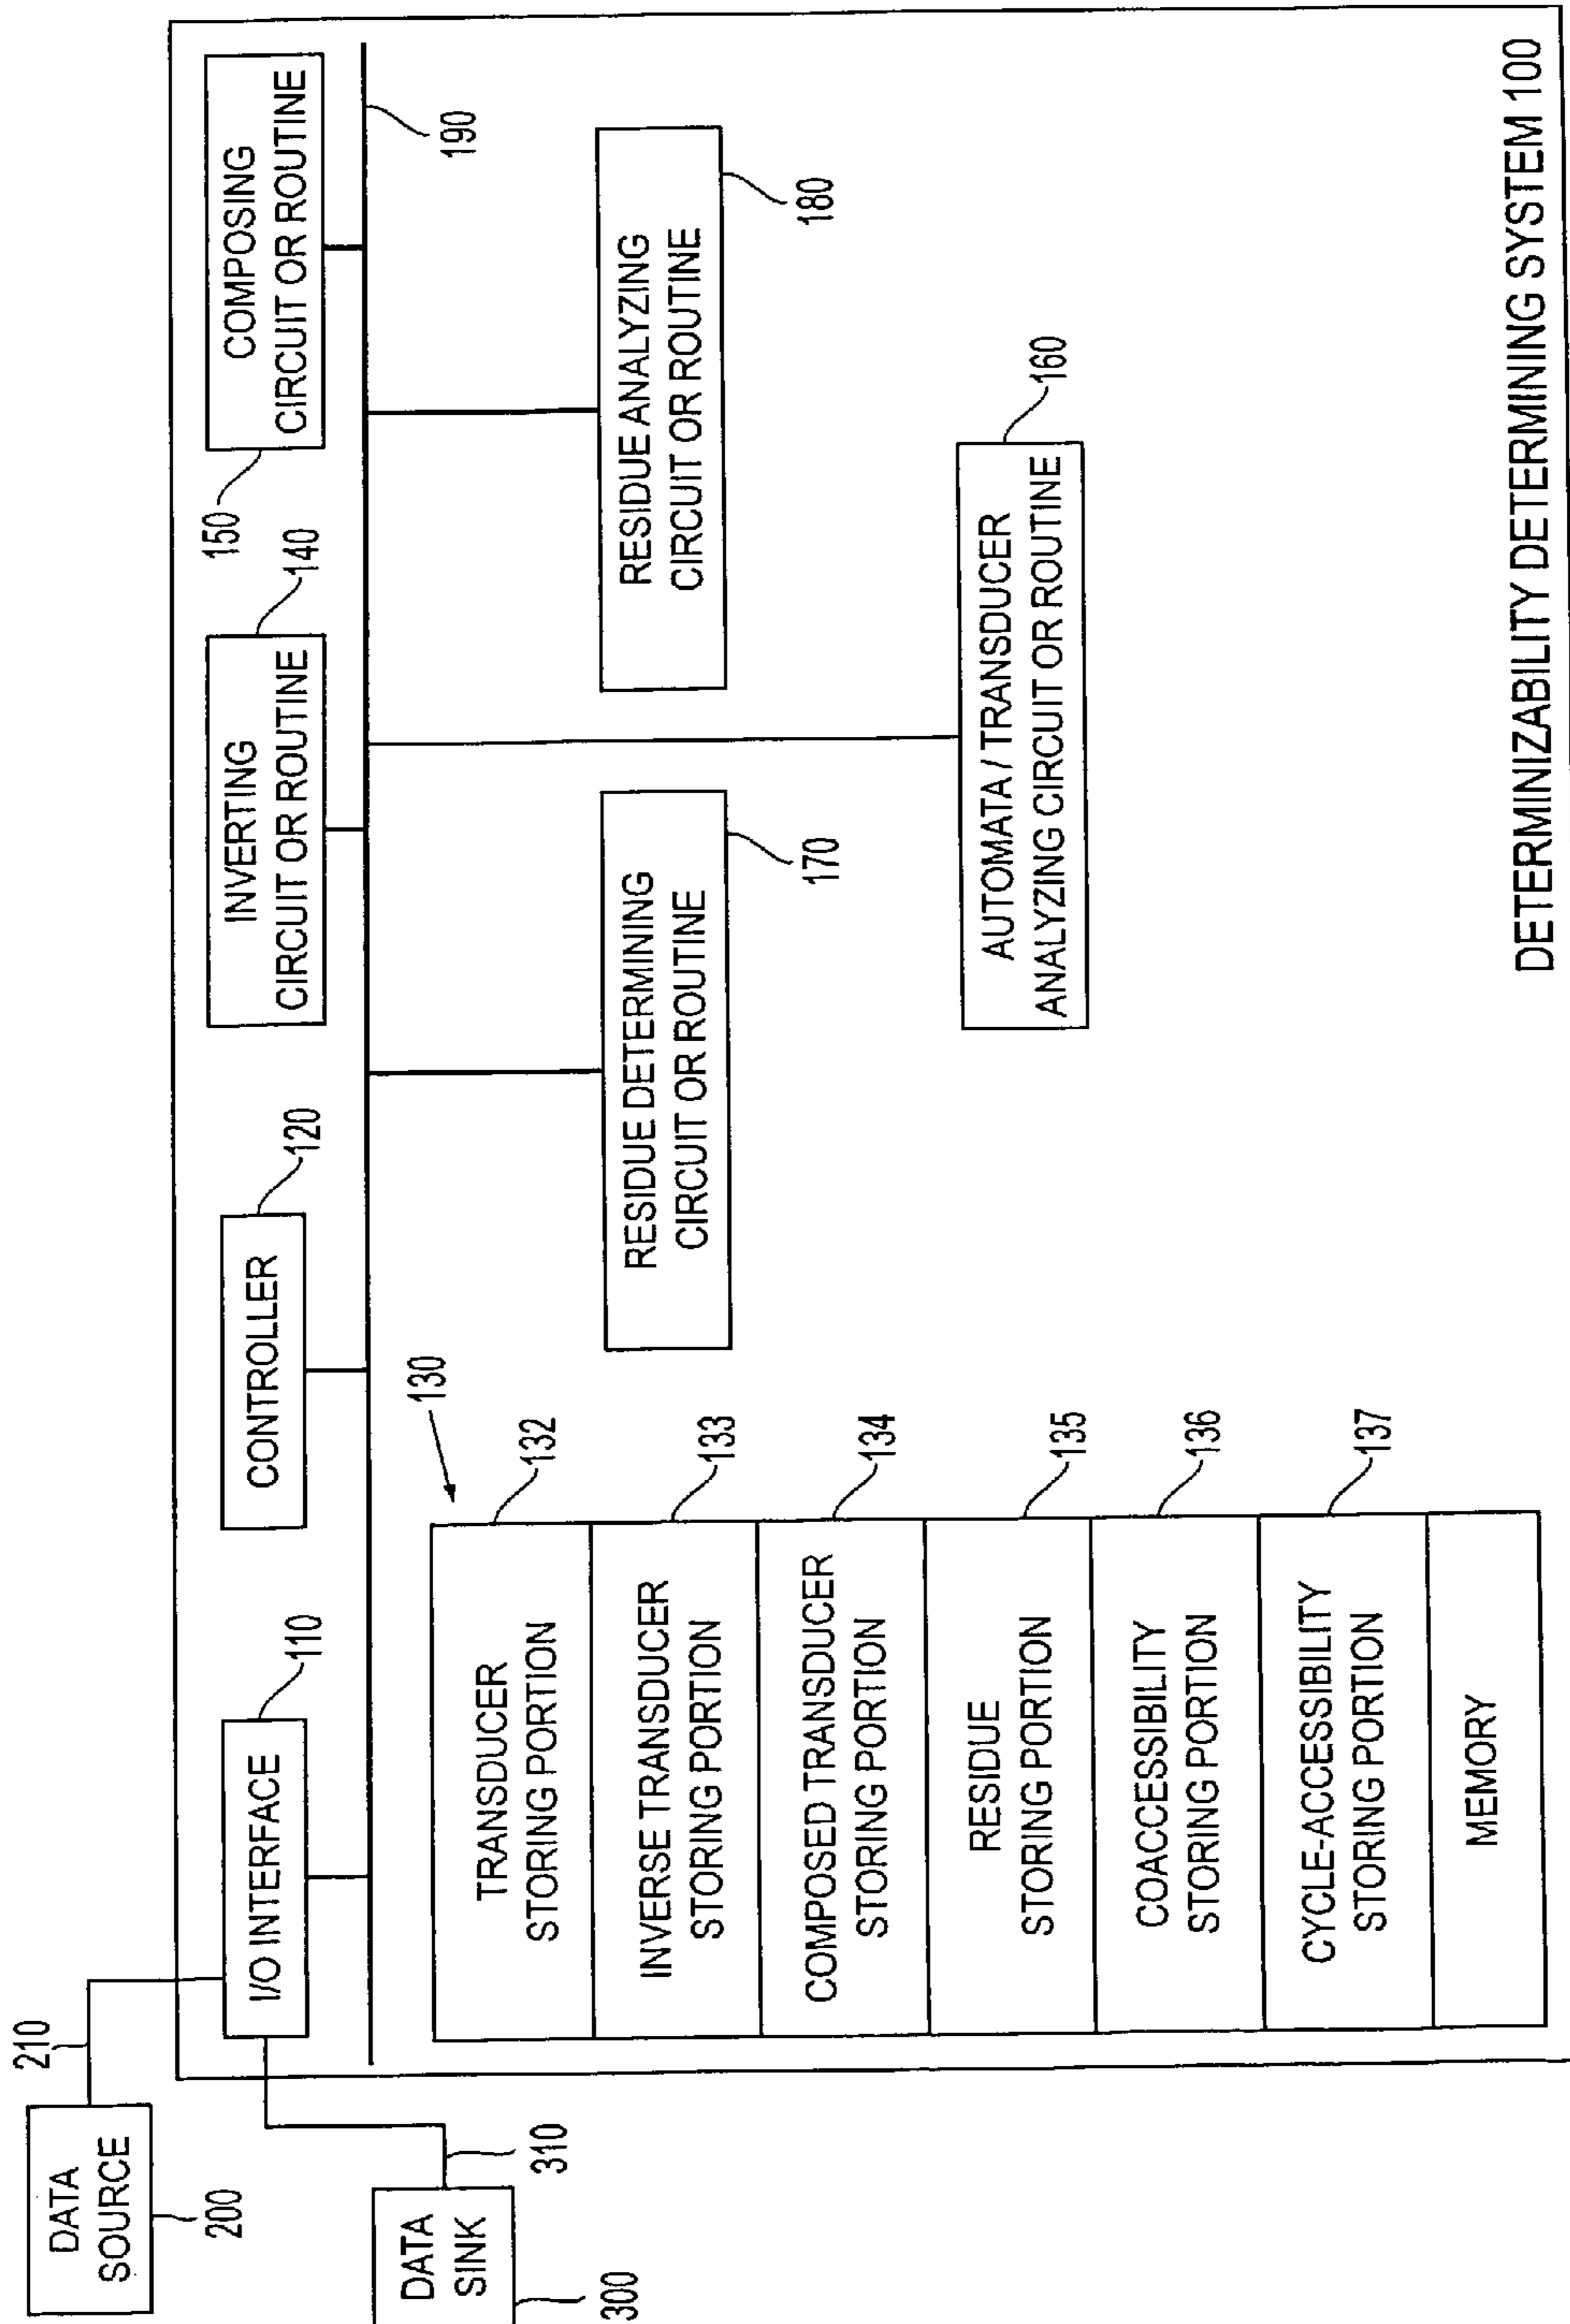 DATA
SOURCE
200
210
DATA
SINK
300
310
I/O INTERFACE
110
CONTROLLER
120
INVERTING
CIRCUIT OR ROUTINE
140
COMPOSING
CIRCUIT OR ROUTINE
150
190
130
TRANSDUCER
STORING PORTION
132
INVERSE TRANSDUCER
STORING PORTION
133
COMPOSED TRANSDUCER
STORING PORTION
134
RESIDUE
STORING PORTION
135
COACCESSIBILITY
STORING PORTION
136
CYCLE-ACCESSIBILITY
STORING PORTION
137
MEMORY
RESIDUE DETERMINING
CIRCUIT OR ROUTINE
170
RESIDUE ANALYZING
CIRCUIT OR ROUTINE
180
AUTOMATA / TRANSDUCER
ANALYZING CIRCUIT OR ROUTINE
160
DETERMINIZABILITY DETERMINING SYSTEM 100